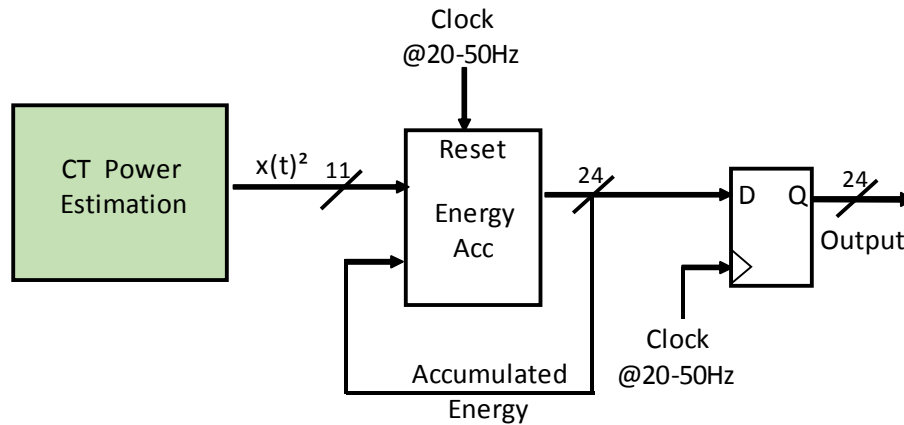 Clock
@20-50Hz
CT Power
Estimation
x(t)²
11
Reset
Energy
Acc
24
D Q
24
Output
Clock
@20-50Hz
Accumulated
Energy